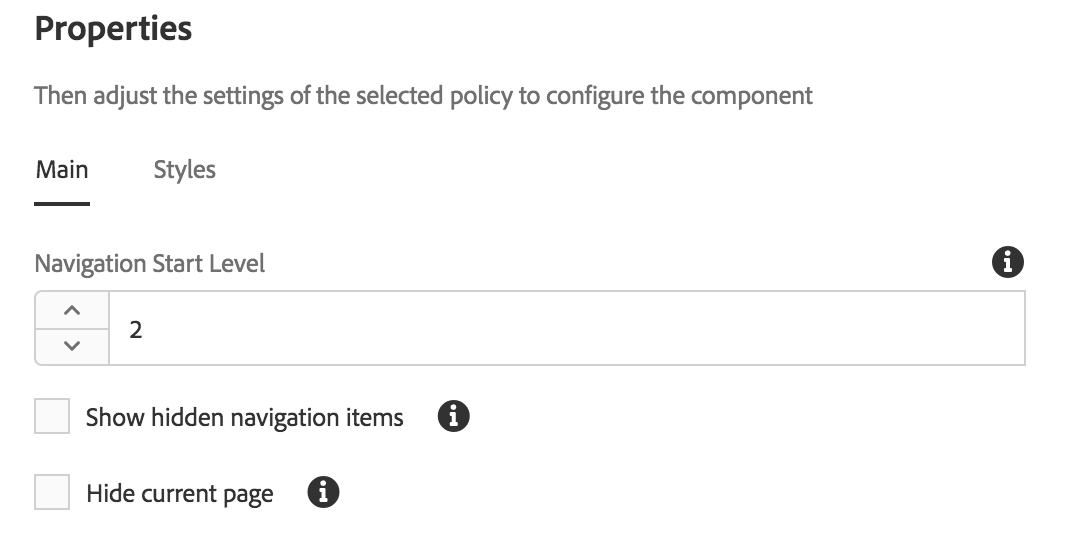 Properties
Then adjust the settings of the selected policy to configure the component
Main Styles
Navigation Start Level
2
Show hidden navigation items
Hide current page